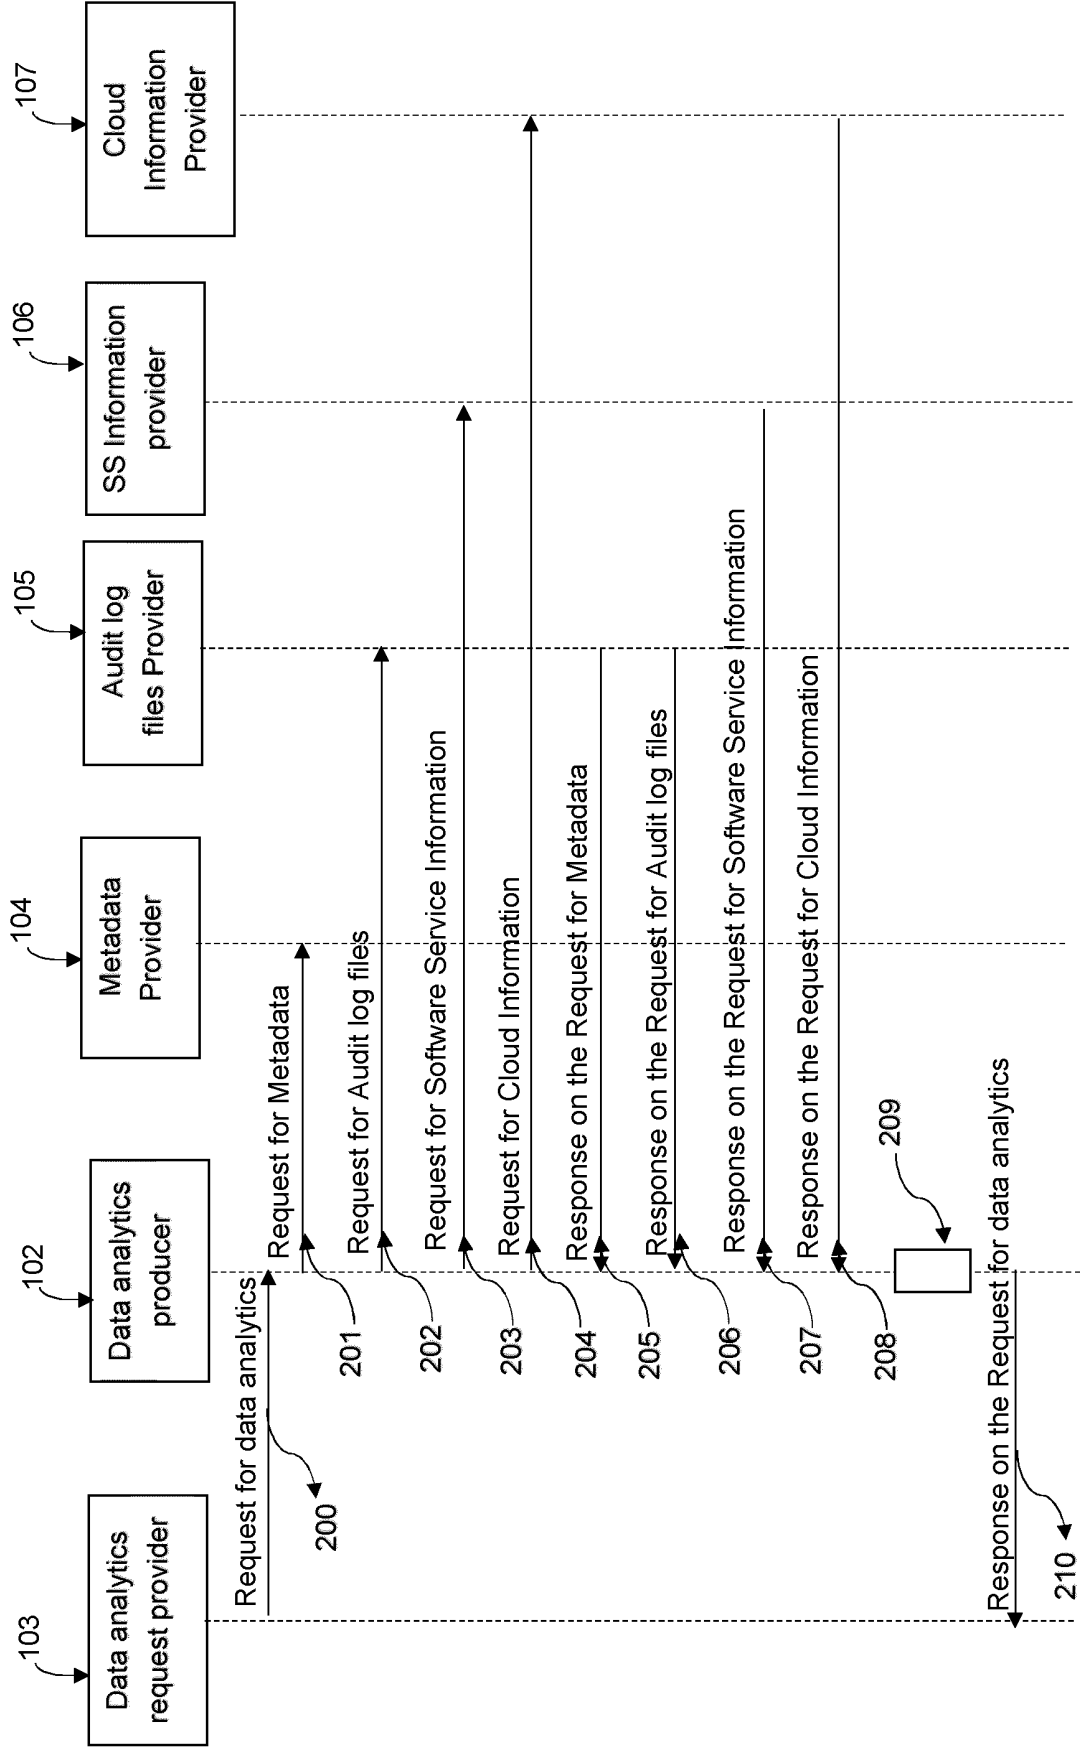 103
Data analytics
request provider
102
Data analytics
producer
104
Metadata
Provider
105
Audit log
files Provider
106
SS Information
provider
107
Cloud
Information
Provider
Request for data analytics
200
Request for Metadata
201
Request for Audit log files
202
Request for Software Service Information
203
Request for Cloud Information
204
Response on the Request for Metadata
205
Response on the Request for Audit log files
206
Response on the Request for Software Service Information
207
Response on the Request for Cloud Information
208
209
Response on the Request for data analytics
210